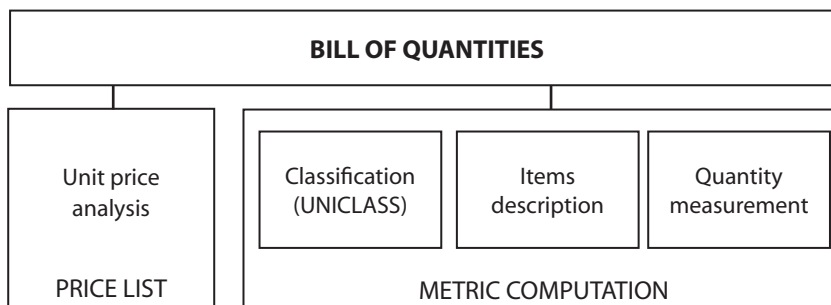 BILL OF QUANTITIES
Unit price
analysis
PRICE LIST
Classification
(UNICLASS)
Items
description
Quantity
measurement
METRIC COMPUTATION